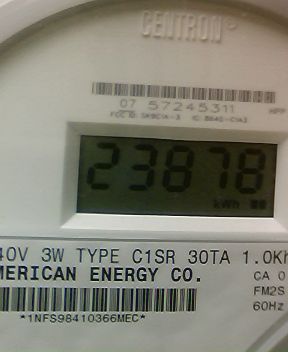 CENTRON®
07 57245311
23878
kWh
40V 3W TYPE C1SR 30TA 1.0Kh
MERICAN ENERGY CO.
CA 0
FM2S
60Hz
*1NFS98410366MEC*